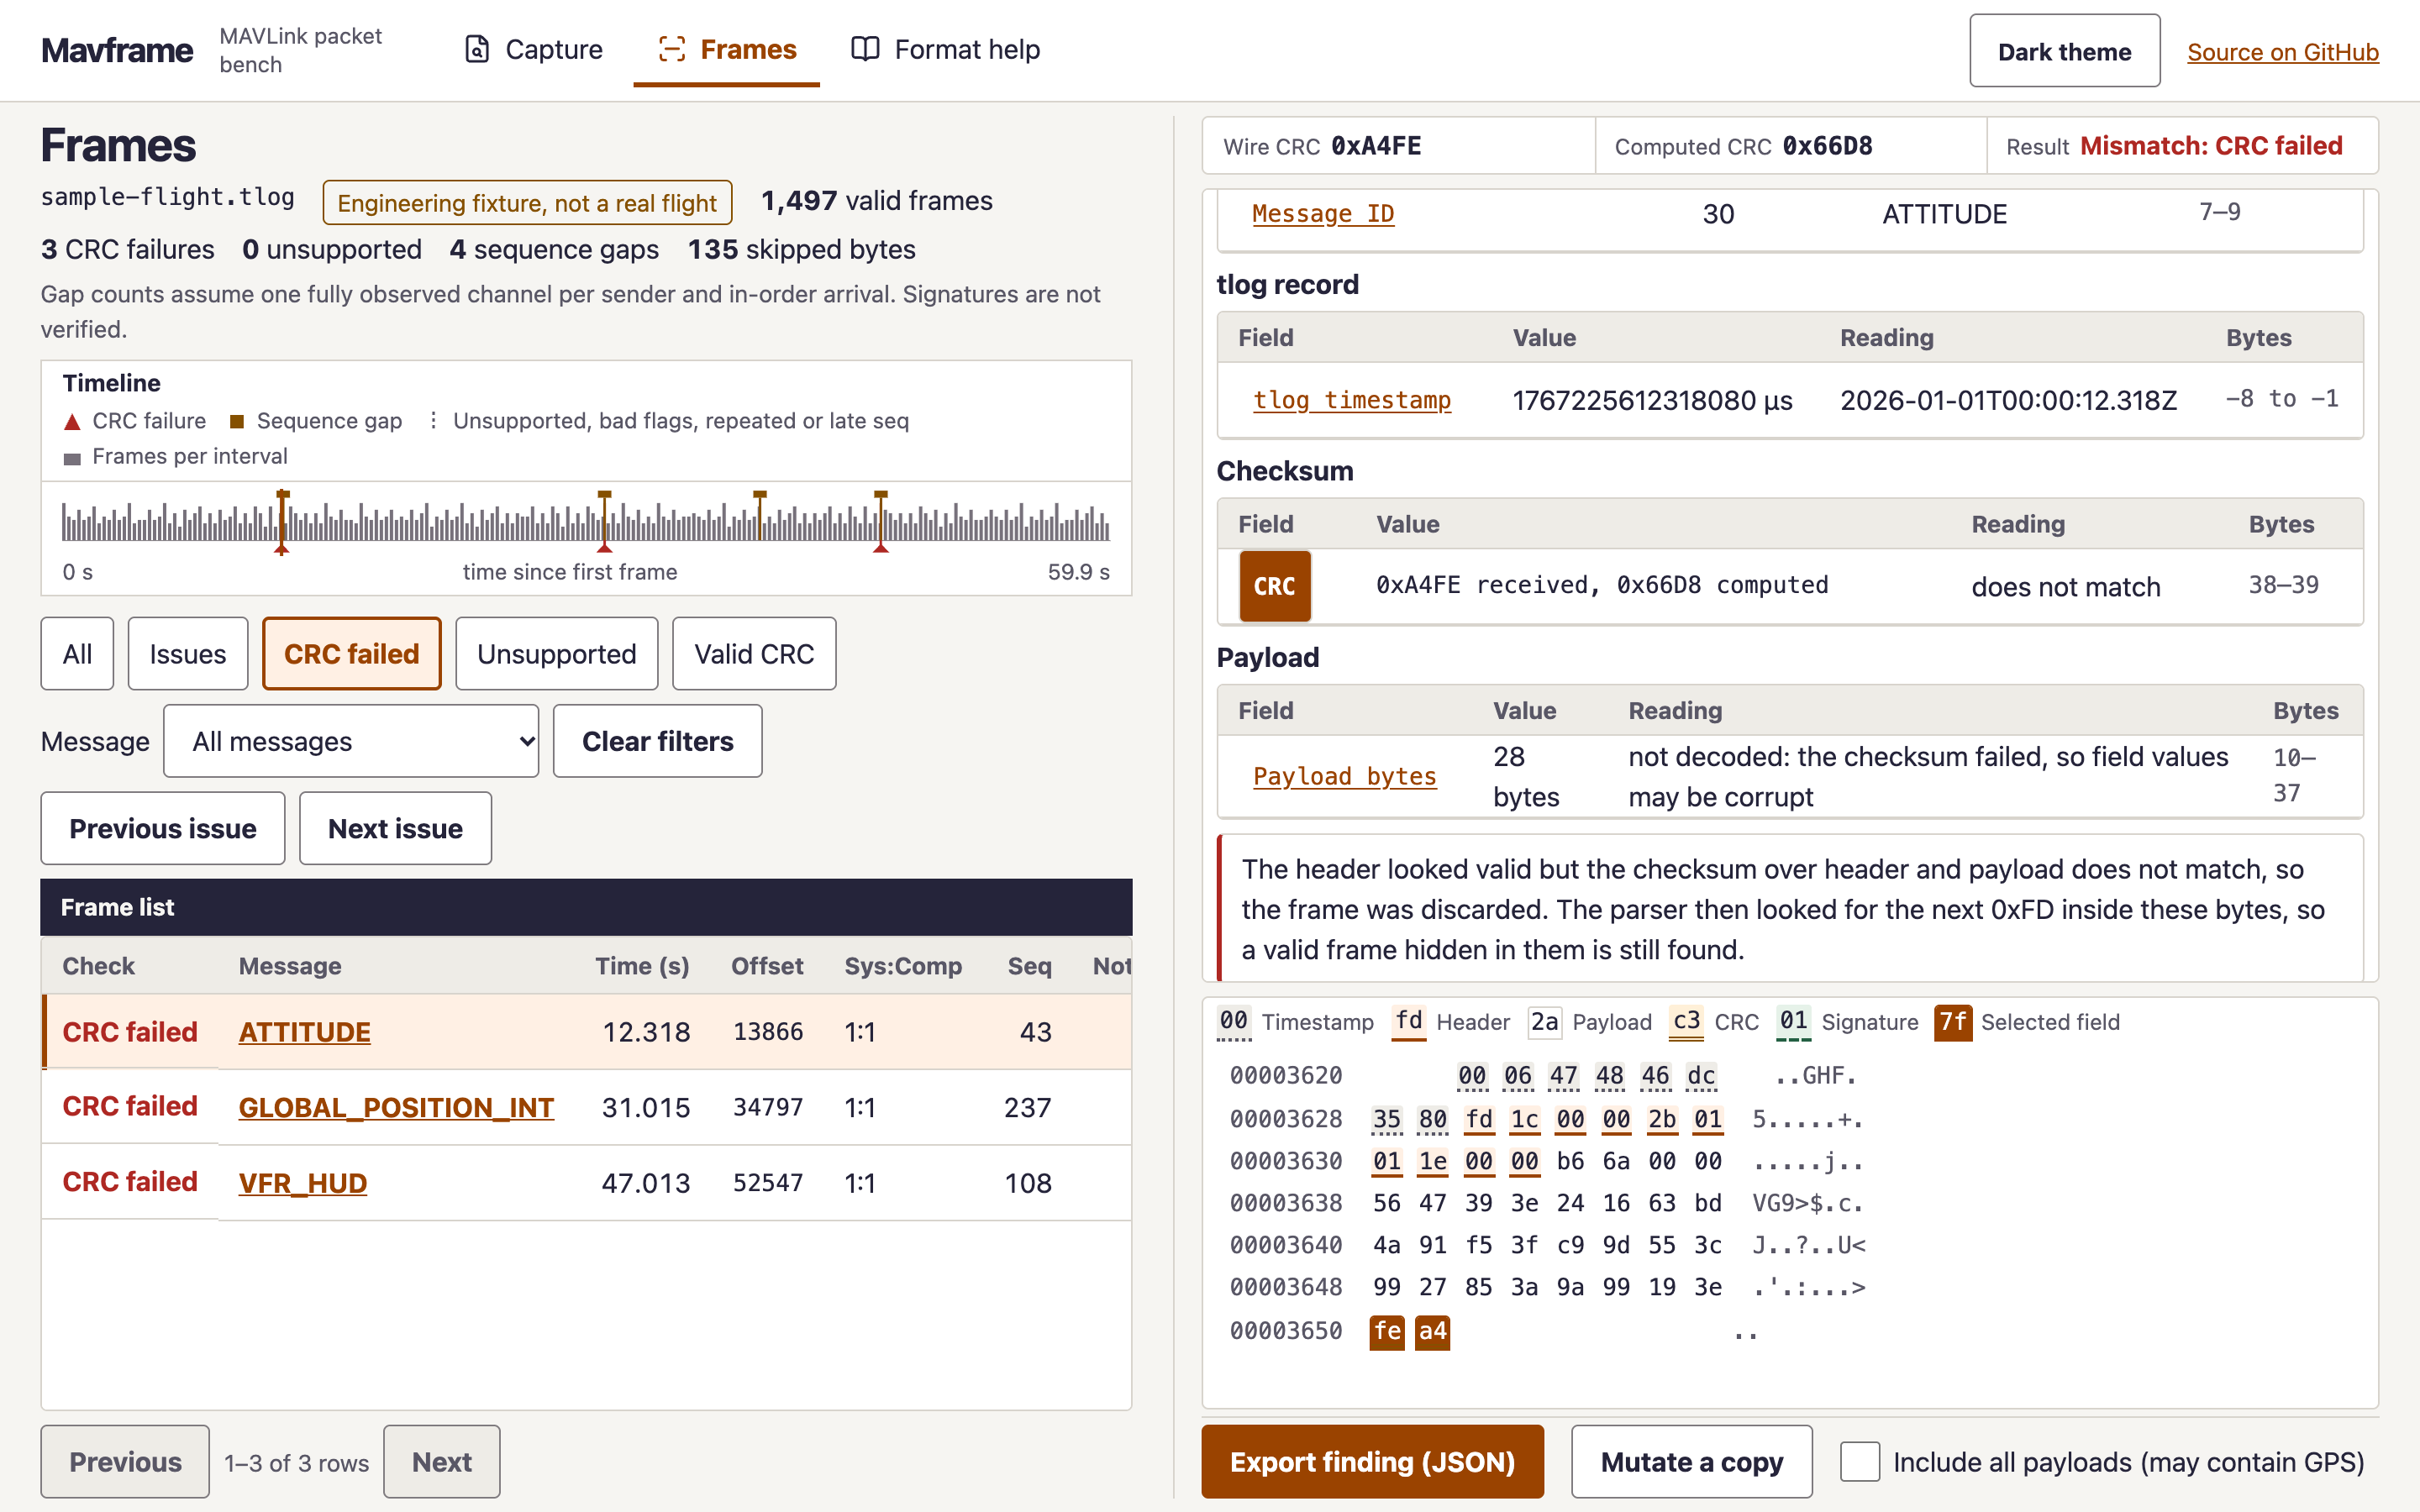 Mavframe
MAVLink packet
bench
Capture
Frames
Format help
Dark theme
Source on GitHub
Frames
sample-flight.tlog
Engineering fixture, not a real flight
1,497 valid frames
3 CRC failures 0 unsupported 4 sequence gaps 135 skipped bytes
Gap counts assume one fully observed channel per sender and in-order arrival. Signatures are not
verified.
Timeline
CRC failure Sequence gap Unsupported, bad flags, repeated or late seq
Frames per interval
0 s time since first frame 59.9 s
All Issues CRC failed Unsupported Valid CRC
Message All messages Clear filters
Previous issue Next issue
Frame list
Check Message Time (s) Offset Sys:Comp Seq Not
CRC failed ATTITUDE 12.318 13866 1:1 43
CRC failed GLOBAL_POSITION_INT 31.015 34797 1:1 237
CRC failed VFR_HUD 47.013 52547 1:1 108
Previous 1–3 of 3 rows Next
Wire CRC 0xA4FE Computed CRC 0x66D8 Result Mismatch: CRC failed
Message ID 30 ATTITUDE 7–9
tlog record
Field Value Reading Bytes
tlog timestamp 1767225612318080 µs 2026-01-01T00:00:12.318Z −8 to −1
Checksum
Field Value Reading Bytes
CRC 0xA4FE received, 0x66D8 computed does not match 38–39
Payload
Field Value Reading Bytes
Payload bytes 28 bytes not decoded: the checksum failed, so field values may be corrupt 10–37
The header looked valid but the checksum over header and payload does not match, so
the frame was discarded. The parser then looked for the next 0xFD inside these bytes, so
a valid frame hidden in them is still found.
00 Timestamp fd Header 2a Payload c3 CRC 01 Signature 7f Selected field
00003620 00 06 47 48 46 dc ..GHF.
00003628 35 80 fd 1c 00 00 2b 01 5.....+.
00003630 01 1e 00 00 b6 6a 00 00 .....j..
00003638 56 47 39 3e 24 16 63 bd VG9>$.c.
00003640 4a 91 f5 3f c9 9d 55 3c J..?..U<
00003648 99 27 85 3a 9a 99 19 3e .'.:...>
00003650 fe a4 ..
Export finding (JSON) Mutate a copy Include all payloads (may contain GPS)